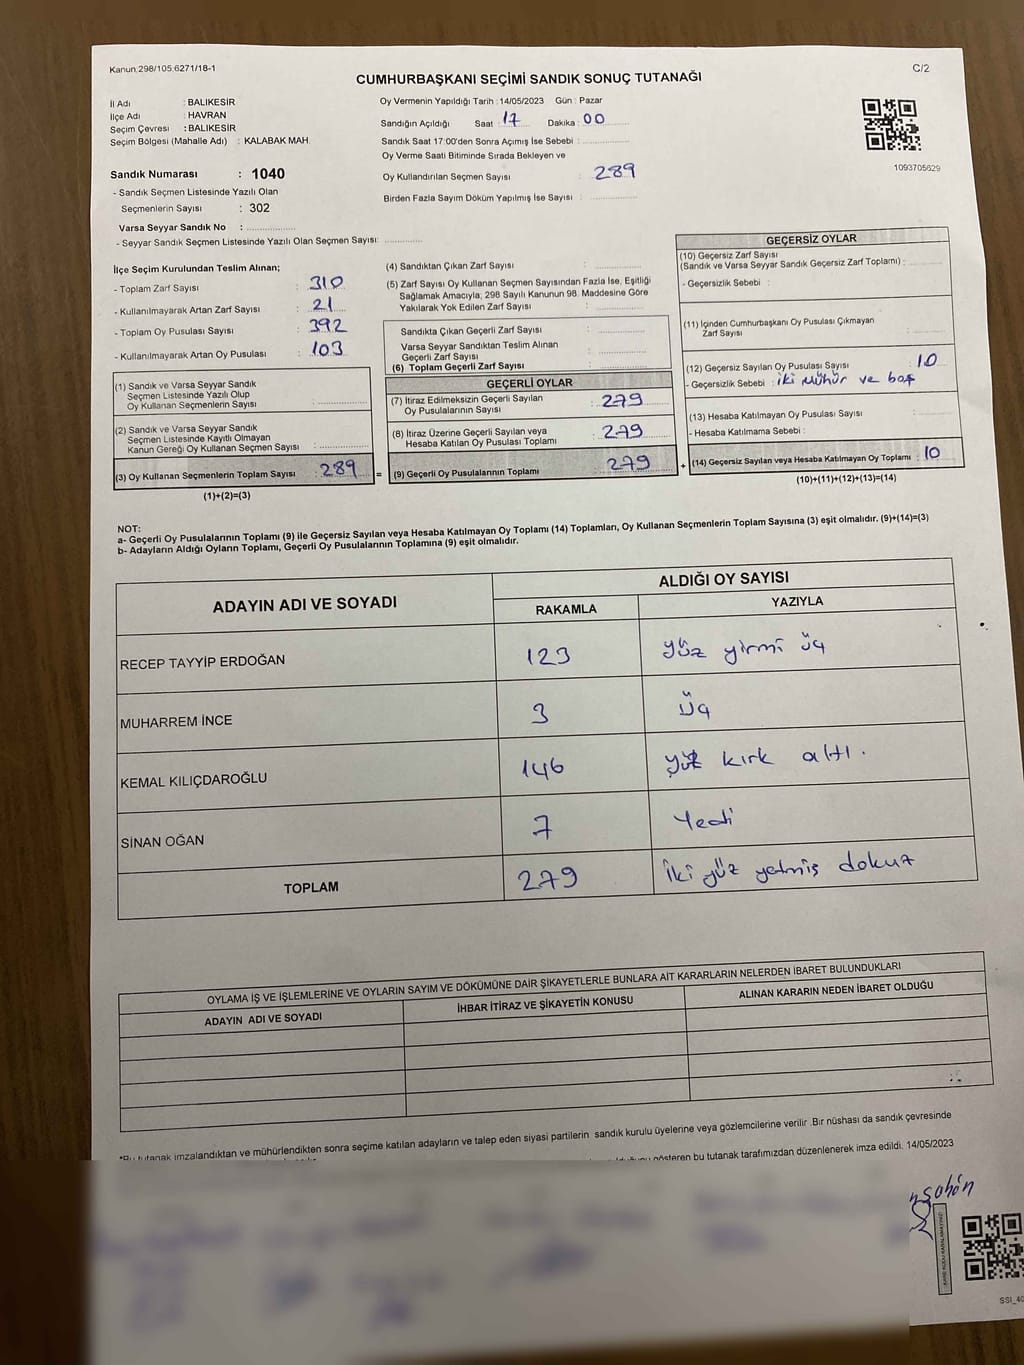 Kanun:298/105.6271/18-1
C/2
CUMHURBAŞKANI SEÇİMİ SANDIK SONUÇ TUTANAĞI
İl Adı : BALIKESİR
İlçe Adı : HAVRAN
Seçim Çevresi : BALIKESİR
Seçim Bölgesi (Mahalle Adı) : KALABAK MAH.
Sandık Numarası : 1040
- Sandık Seçmen Listesinde Yazılı Olan
Seçmenlerin Sayısı : 302
Varsa Seyyar Sandık No : ....................
- Seyyar Sandık Seçmen Listesinde Yazılı Olan Seçmen Sayısı: ................
Oy Vermenin Yapıldığı Tarih : 14/05/2023 Gün : Pazar
Sandığın Açıldığı Saat 17 Dakika : 00
Sandık Saat 17:00'den Sonra Açımış İse Sebebi :
Oy Verme Saati Bitiminde Sırada Bekleyen ve
Oy Kullandırılan Seçmen Sayısı : 289
Birden Fazla Sayım Döküm Yapılmış İse Sayısı :
1093705629
İlçe Seçim Kurulundan Teslim Alınan;
- Toplam Zarf Sayısı : 310
- Kullanılmayarak Artan Zarf Sayısı : 21
- Toplam Oy Pusulası Sayısı : 392
- Kullanılmayarak Artan Oy Pusulası : 103
(1) Sandık ve Varsa Seyyar Sandık
Seçmen Listesinde Yazılı Olup
Oy Kullanan Seçmenlerin Sayısı :
(2) Sandık ve Varsa Seyyar Sandık
Seçmen Listesinde Kayıtlı Olmayan
Kanun Gereği Oy Kullanan Seçmen Sayısı :
(3) Oy Kullanan Seçmenlerin Toplam Sayısı : 289
(1)+(2)=(3)
=
(4) Sandıktan Çıkan Zarf Sayısı :
(5) Zarf Sayısı Oy Kullanan Seçmen Sayısından Fazla İse, Eşitliği
Sağlamak Amacıyla; 298 Sayılı Kanunun 98. Maddesine Göre
Yakılarak Yok Edilen Zarf Sayısı :
Sandıkta Çıkan Geçerli Zarf Sayısı :
Varsa Seyyar Sandıktan Teslim Alınan
Geçerli Zarf Sayısı :
(6) Toplam Geçerli Zarf Sayısı :
GEÇERLİ OYLAR
(7) İtiraz Edilmeksizin Geçerli Sayılan
Oy Pusulalarının Sayısı : 279
(8) İtiraz Üzerine Geçerli Sayılan veya
Hesaba Katılan Oy Pusulası Toplamı : 279
(9) Geçerli Oy Pusulalarının Toplamı : 279
+
GEÇERSİZ OYLAR
(10) Geçersiz Zarf Sayısı
(Sandık ve Varsa Seyyar Sandık Geçersiz Zarf Toplamı) :
- Geçersizlik Sebebi :
(11) İçinden Cumhurbaşkanı Oy Pusulası Çıkmayan
Zarf Sayısı :
(12) Geçersiz Sayılan Oy Pusulası Sayısı : 10
- Geçersizlik Sebebi : iki mühür ve boş
(13) Hesaba Katılmayan Oy Pusulası Sayısı :
- Hesaba Katılmama Sebebi :
(14) Geçersiz Sayılan veya Hesaba Katılmayan Oy Toplamı : 10
(10)+(11)+(12)+(13)=(14)
NOT:
a- Geçerli Oy Pusulalarının Toplamı (9) ile Geçersiz Sayılan veya Hesaba Katılmayan Oy Toplamı (14) Toplamları, Oy Kullanan Seçmenlerin Toplam Sayısına (3) eşit olmalıdır. (9)+(14)=(3)
b- Adayların Aldığı Oyların Toplamı, Geçerli Oy Pusulalarının Toplamına (9) eşit olmalıdır.
ADAYIN ADI VE SOYADI
ALDIĞI OY SAYISI
RAKAMLA YAZIYLA
RECEP TAYYİP ERDOĞAN 123 yüz yirmi üç
MUHARREM İNCE 3 üç
KEMAL KILIÇDAROĞLU 146 yüz kırk altı.
SİNAN OĞAN 7 Yedi
TOPLAM 279 iki yüz yetmiş dokuz
OYLAMA İŞ VE İŞLEMLERİNE VE OYLARIN SAYIM VE DÖKÜMÜNE DAİR ŞİKAYETLERLE BUNLARA AİT KARARLARIN NELERDEN İBARET BULUNDUKLARI
ADAYIN ADI VE SOYADI İHBAR İTİRAZ VE ŞİKAYETİN KONUSU ALINAN KARARIN NEDEN İBARET OLDUĞU
*Bu tutanak imzalandıktan ve mühürlendikten sonra seçime katılan adayların ve talep eden siyasi partilerin sandık kurulu üyelerine veya gözlemcilerine verilir .Bir nüshası da sandık çevresinde
gösteren bu tutanak tarafımızdan düzenlenerek imza edildi. 14/05/2023